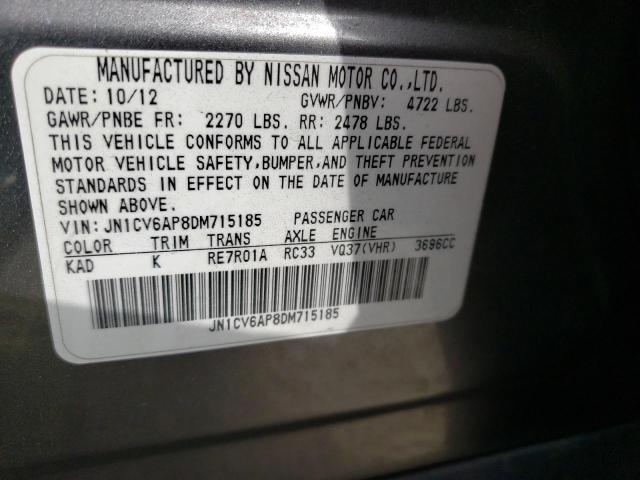 MANUFACTURED BY NISSAN MOTOR CO.,LTD.
DATE: 10/12 GVWR/PNBV: 4722 LBS.
GAWR/PNBE FR: 2270 LBS. RR: 2478 LBS.
THIS VEHICLE CONFORMS TO ALL APPLICABLE FEDERAL
MOTOR VEHICLE SAFETY,BUMPER,AND THEFT PREVENTION
STANDARDS IN EFFECT ON THE DATE OF MANUFACTURE
SHOWN ABOVE.
VIN: JN1CV6AP8DM715185 PASSENGER CAR
COLOR TRIM TRANS AXLE ENGINE
KAD K RE7R01A RC33 VQ37(VHR) 3696CC
JN1CV6AP8DM715185